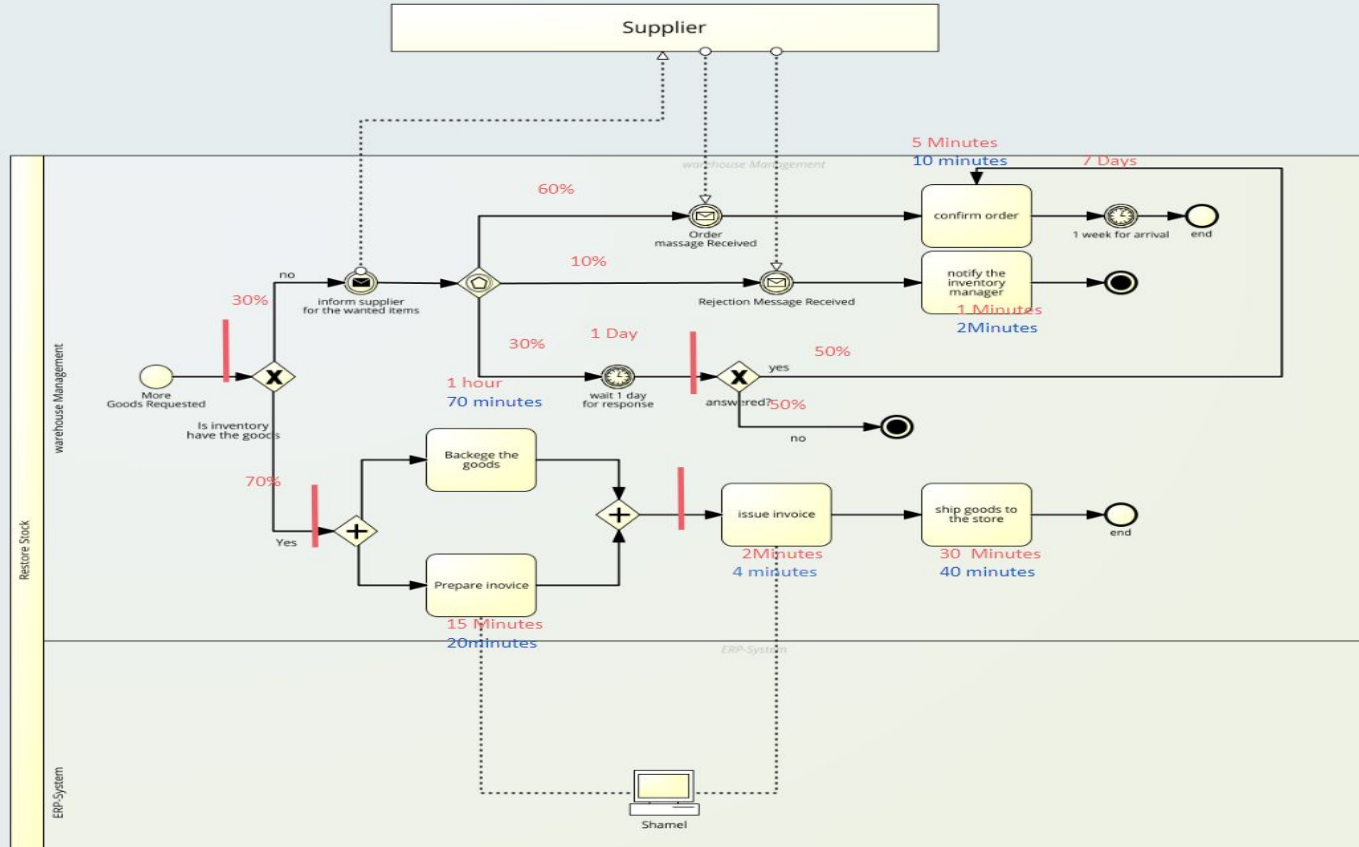 Supplier
5 Minutes
warehouse Management
10 minutes
7 Days
60%
confirm order
Order
massage Received
1 week for arrival
end
10%
no
notify the
inventory
manager
30%
inform supplier
for the wanted items
Rejection Message Received
1 Minutes
2Minutes
1 Day
30%
50%
yes
1 hour
70 minutes
wait 1 day
for response
answered?
50%
More
Goods Requested
Is inventory
have the goods
no
warehouse Management
Backege the
goods
70%
Yes
issue invoice
ship goods to
the store
end
2Minutes
4 minutes
30 Minutes
40 minutes
Prepare inovice
15 Minutes
20minutes
Restore Stock
ERP-System
ERP-System
Shamel